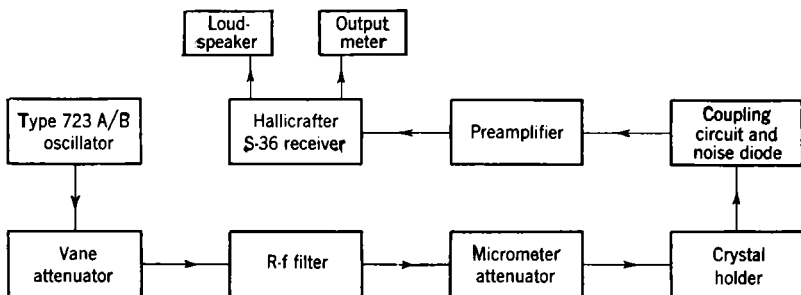 Loud-
speaker
Output
meter
Type 723 A/B
oscillator
Hallicrafter
S-36 receiver
Preamplifier
Coupling
circuit and
noise diode
Vane
attenuator
R-f filter
Micrometer
attenuator
Crystal
holder